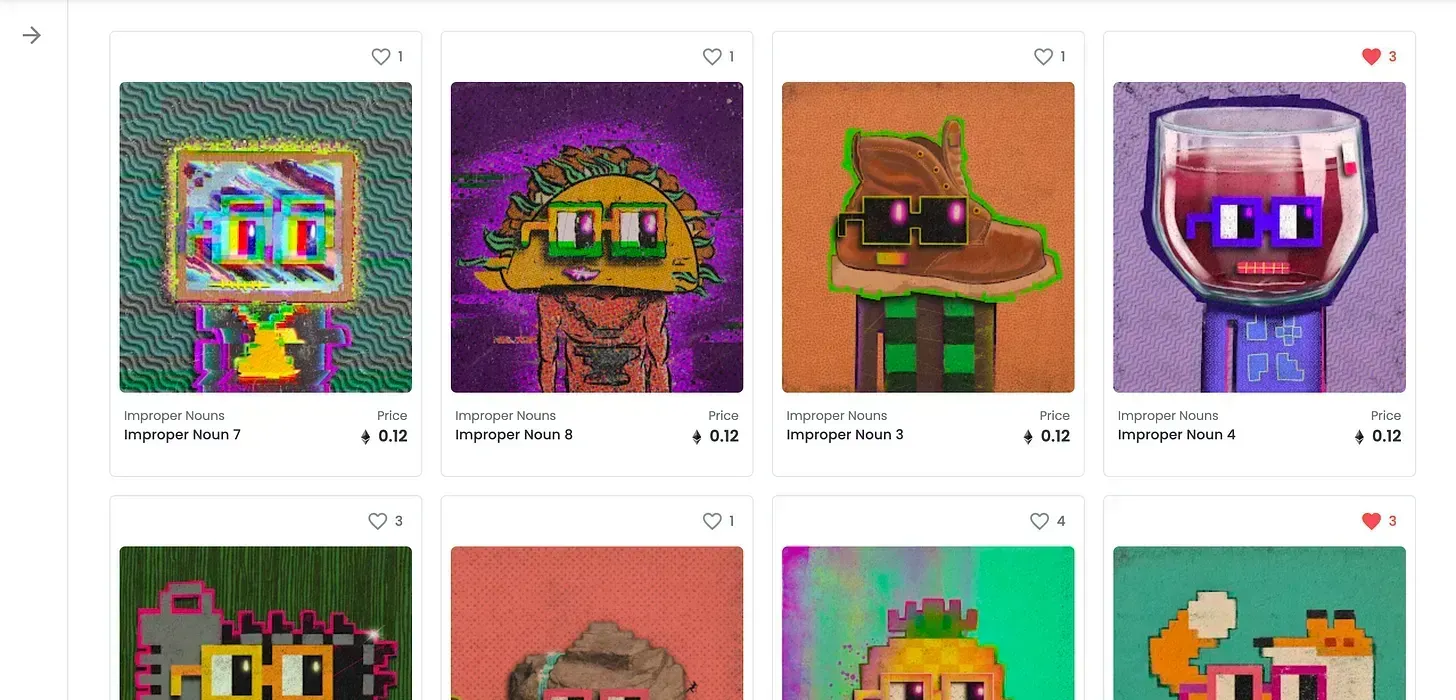 1
1
1
3
Improper Nouns
Price
Improper Noun 7
0.12
Improper Nouns
Price
Improper Noun 8
0.12
Improper Nouns
Price
Improper Noun 3
0.12
Improper Nouns
Price
Improper Noun 4
0.12
3
1
4
3